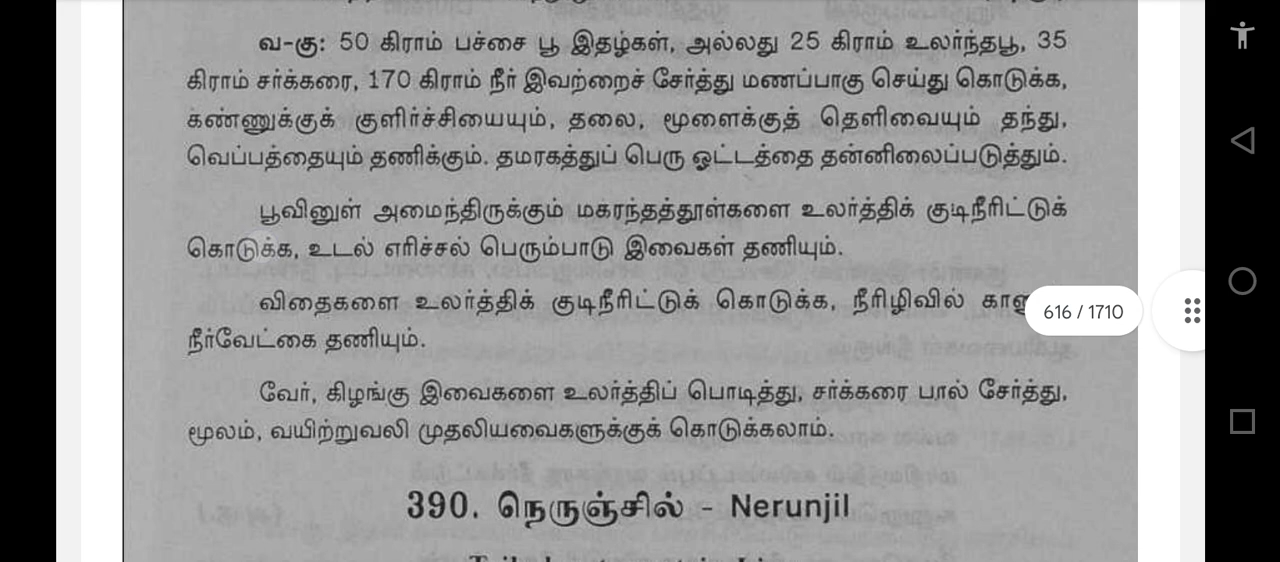 வ-கு: 50 கிராம் பச்சை பூ இதழ்கள், அல்லது 25 கிராம் உலர்ந்தபூ, 35
கிராம் சர்க்கரை, 170 கிராம் நீர் இவற்றைச் சேர்த்து மணப்பாகு செய்து கொடுக்க,
கண்ணுக்குக் குளிர்ச்சியையும், தலை, மூளைக்குத் தெளிவையும் தந்து,
வெப்பத்தையும் தணிக்கும். தமரகத்துப் பெரு ஓட்டத்தை தன்னிலைப்படுத்தும்.
பூவினுள் அமைந்திருக்கும் மகரந்தத்தூள்களை உலர்த்திக் குடிநீரிட்டுக்
கொடுக்க, உடல் எரிச்சல் பெரும்பாடு இவைகள் தணியும்.
விதைகளை உலர்த்திக் குடிநீரிட்டுக் கொடுக்க, நீரிழிவில்
616 / 1710
நீர்வேட்கை தணியும்.
வேர், கிழங்கு இவைகளை உலர்த்திப் பொடித்து, சர்க்கரை பால் சேர்த்து,
மூலம், வயிற்றுவலி முதலியவைகளுக்குக் கொடுக்கலாம்.
390. நெருஞ்சில் - Nerunjil